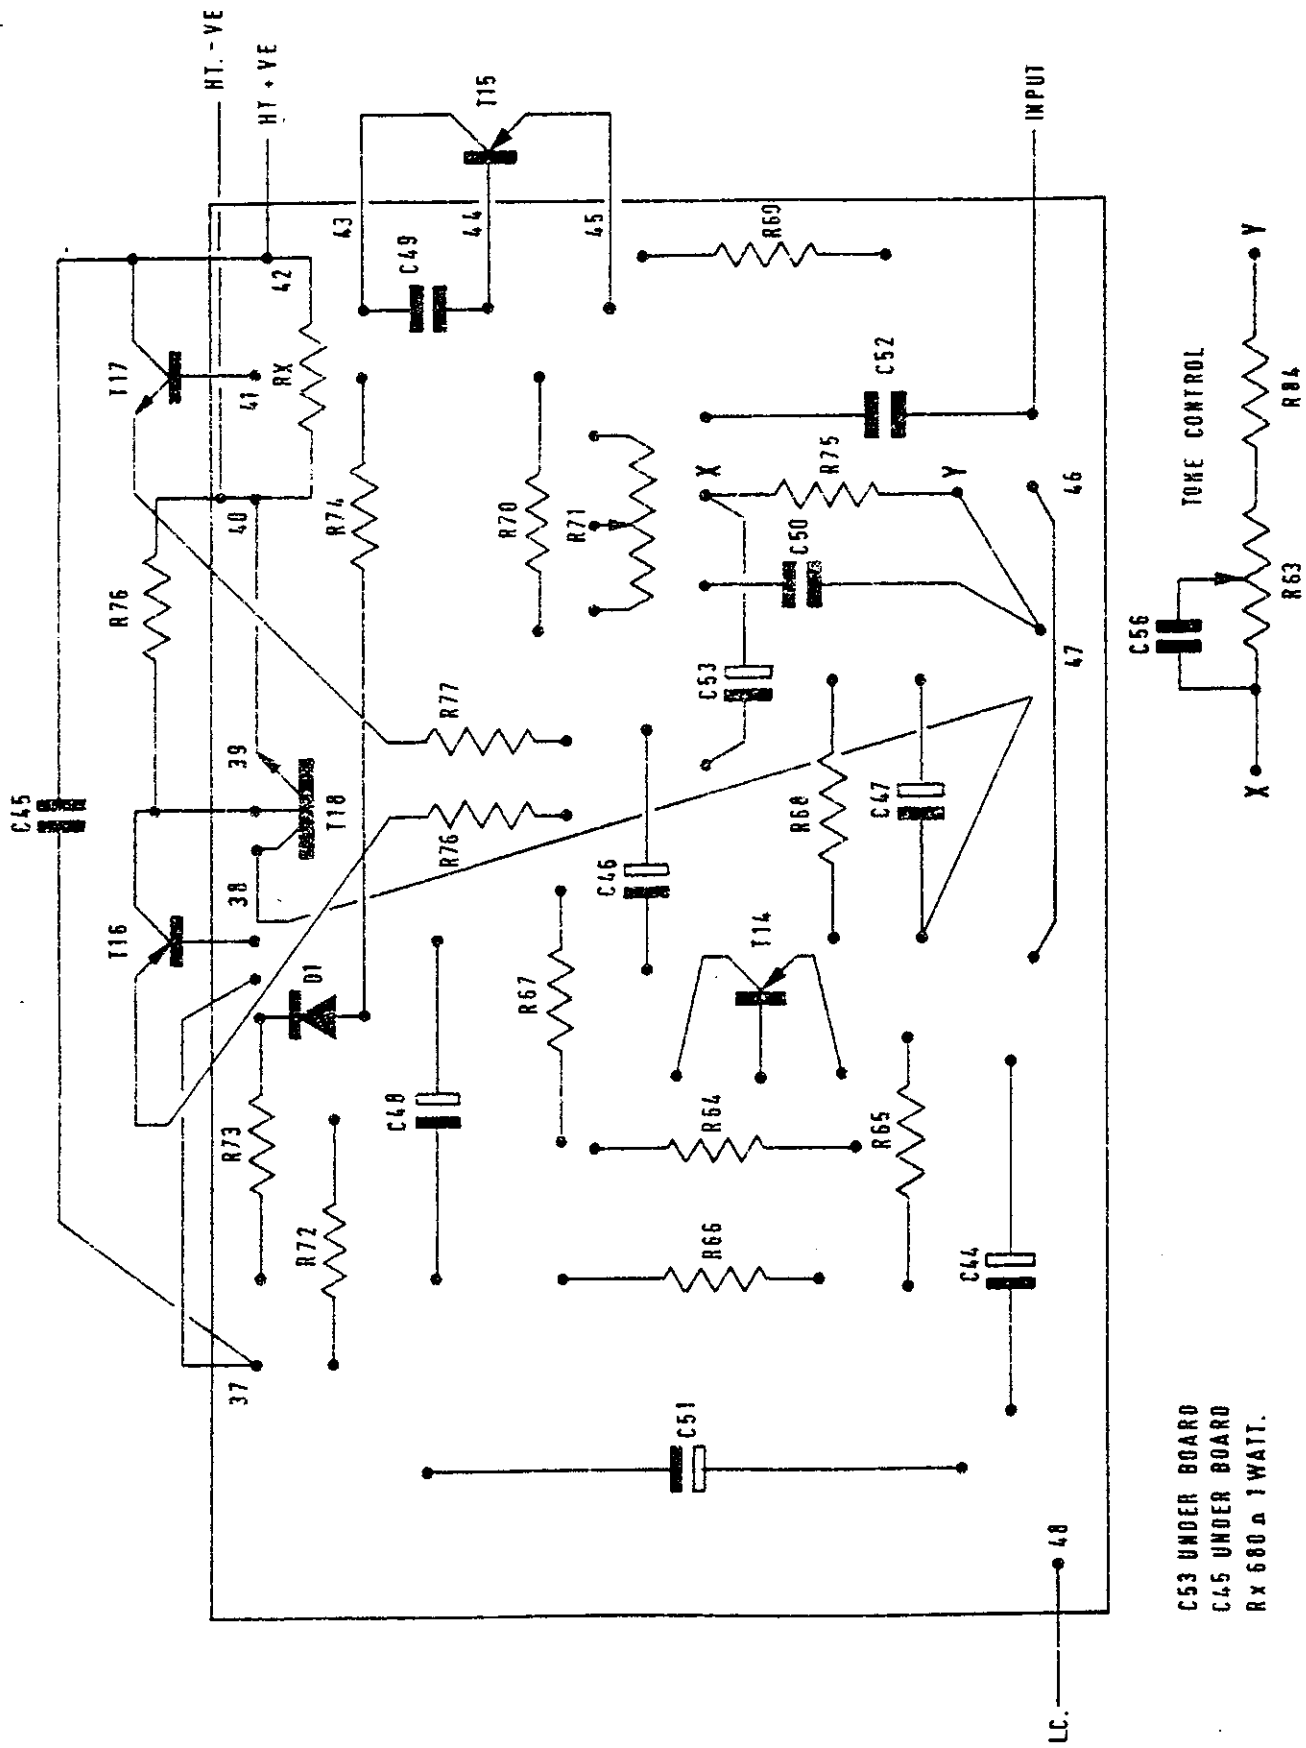 C45
HT. -VE
HT +VE
T16
R76
T17
37
38
39
40
41
42
T18
RX
R73
D1
R72
R74
43
C49
44
T15
45
C48
R76
R77
R67
C46
R70
R71
R60
C51
R66
R64
T14
C53
X
R65
R68
C47
C50
R75
Y
C52
C44
47
46
INPUT
48
LC.
C53 UNDER BOARD
C45 UNDER BOARD
RX 680 Ω 1 WATT.
TONE CONTROL
C56
X
R63
R84
Y